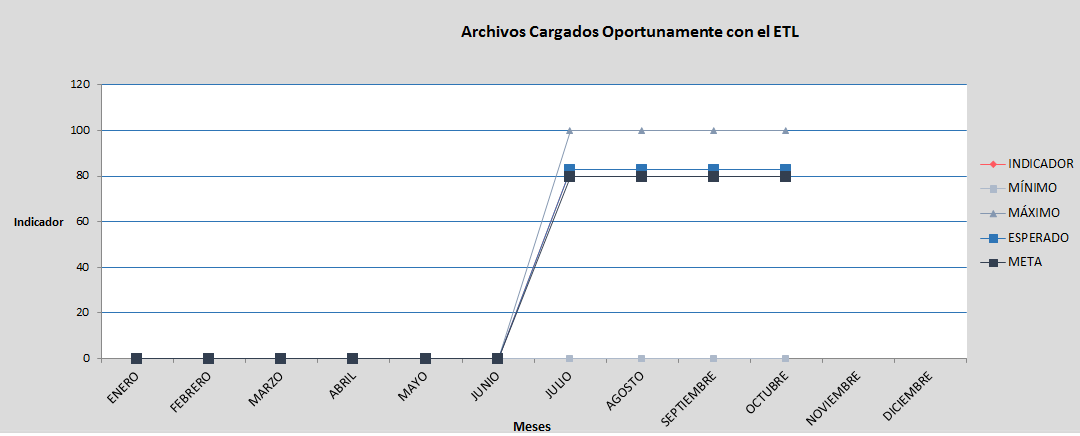 Archivos Cargados Oportunamente con el ETL
120
100
80
60
40
20
0
Indicador
ENERO
FEBRERO
MARZO
ABRIL
MAYO
JUNIO
JULIO
AGOSTO
SEPTIEMBRE
OCTUBRE
NOVIEMBRE
DICIEMBRE
Meses
INDICADOR
MÍNIMO
MÁXIMO
ESPERADO
META